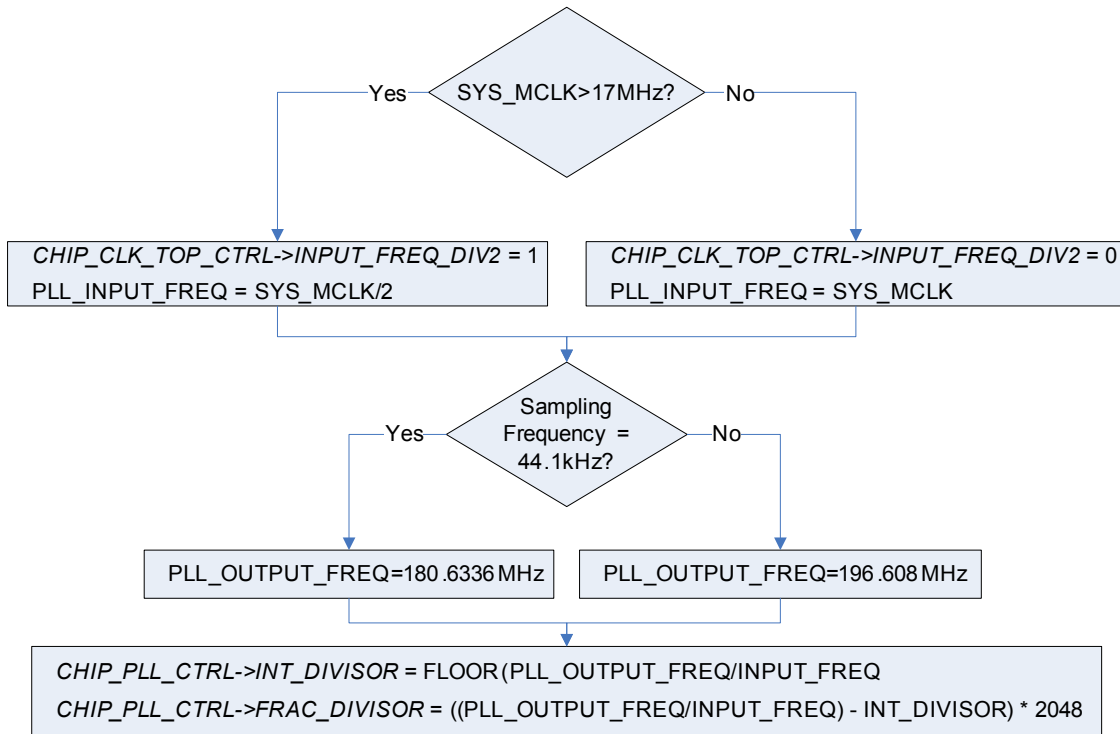 SYS_MCLK>17MHz?
Yes
No
CHIP_CLK_TOP_CTRL->INPUT_FREQ_DIV2 = 1
PLL_INPUT_FREQ = SYS_MCLK/2
CHIP_CLK_TOP_CTRL->INPUT_FREQ_DIV2 = 0
PLL_INPUT_FREQ = SYS_MCLK
Sampling
Frequency =
44.1kHz?
Yes
No
PLL_OUTPUT_FREQ=180.6336 MHz
PLL_OUTPUT_FREQ=196.608 MHz
CHIP_PLL_CTRL->INT_DIVISOR = FLOOR(PLL_OUTPUT_FREQ/INPUT_FREQ
CHIP_PLL_CTRL->FRAC_DIVISOR = ((PLL_OUTPUT_FREQ/INPUT_FREQ) - INT_DIVISOR) * 2048